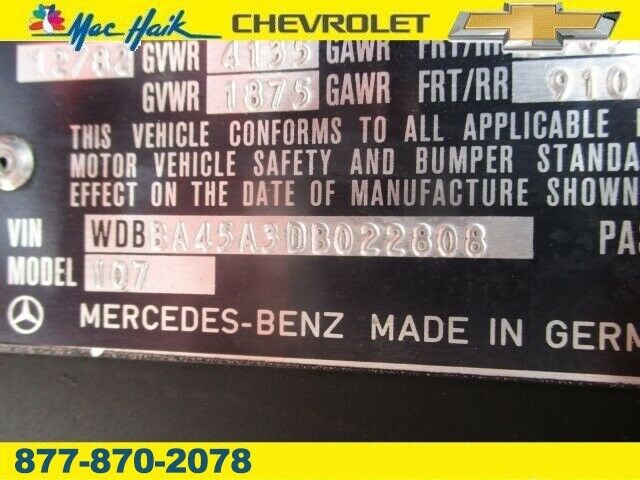 Mac Haik CHEVROLET
12/82 GVWR 4135 GAWR FRT/RR
GVWR 1875 GAWR FRT/RR 910
THIS VEHICLE CONFORMS TO ALL APPLICABLE
MOTOR VEHICLE SAFETY AND BUMPER STANDA
EFFECT ON THE DATE OF MANUFACTURE SHOWN
VIN WDBBA45A3DB022808 PAS
MODEL 107
MERCEDES-BENZ MADE IN GERM
877-870-2078